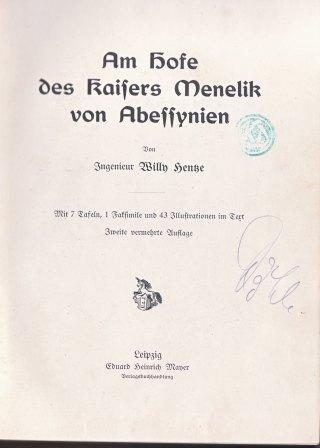 Am Hofe
des Kaisers Menelik
von Abessynien
Von
Ingenieur Willy Hentze
Mit 7 Tafeln, 1 Faksimile und 43 Illustrationen im Text
Zweite vermehrte Auflage
Leipzig
Eduard Heinrich Mayer
Verlagsbuchhandlung